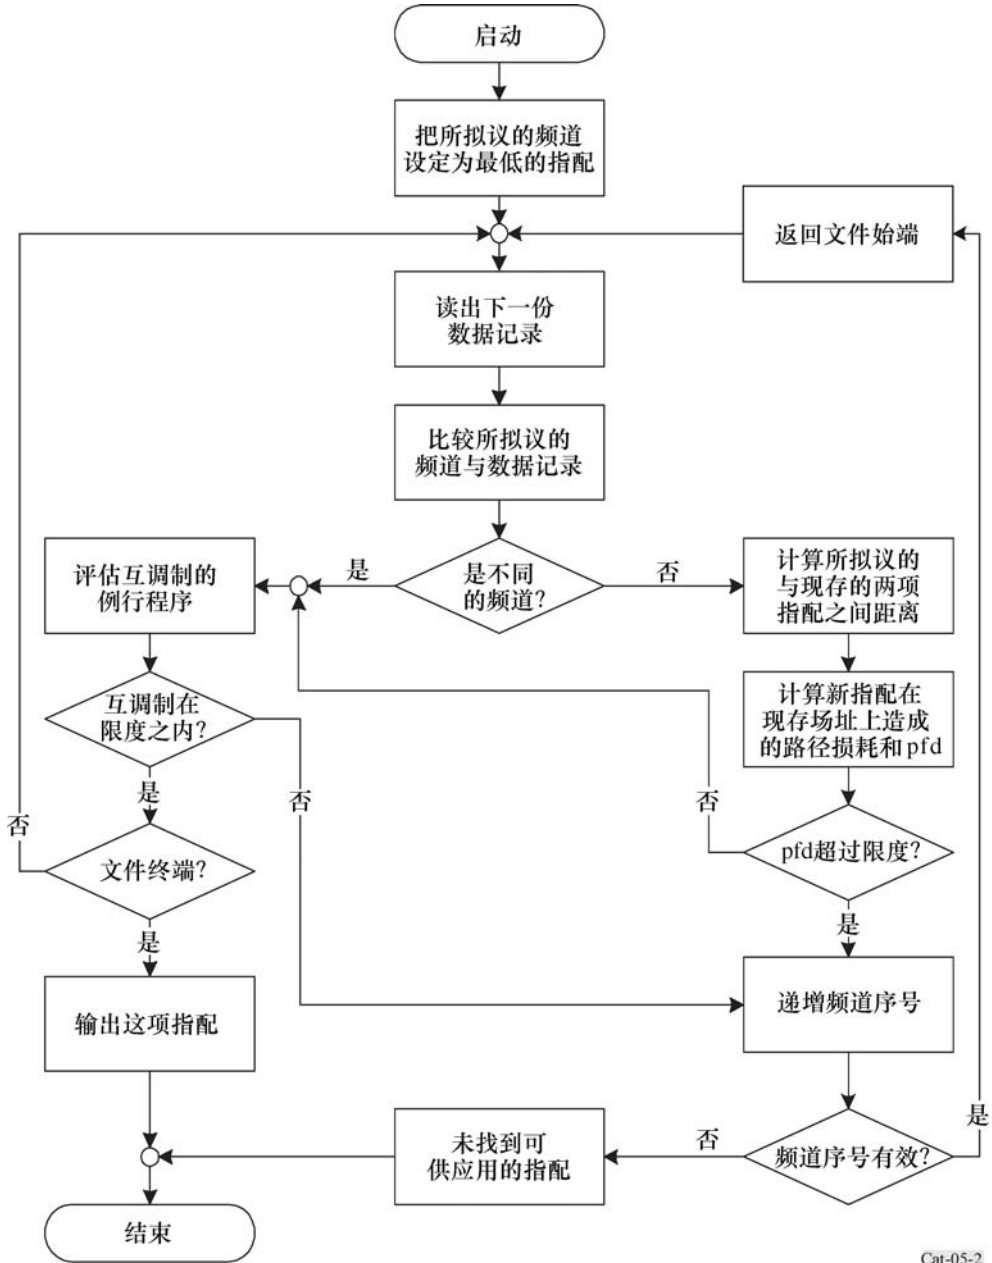 启动
把所拟议的频道
设定为最低的指配
返回文件始端
读出下一份
数据记录
比较所拟议的
频道与数据记录
评估互调制的
例行程序
是
是不同
的频道?
否
计算所拟议的
与现存的两项
指配之间距离
互调制在
限度之内?
计算新指配在
现存场址上造成
的路径损耗和pfd
是
否
否
否
文件终端?
pfd超过限度?
是
是
输出这项指配
递增频道序号
未找到可
供应用的指配
否
频道序号有效?
是
结束
Cat-05-2